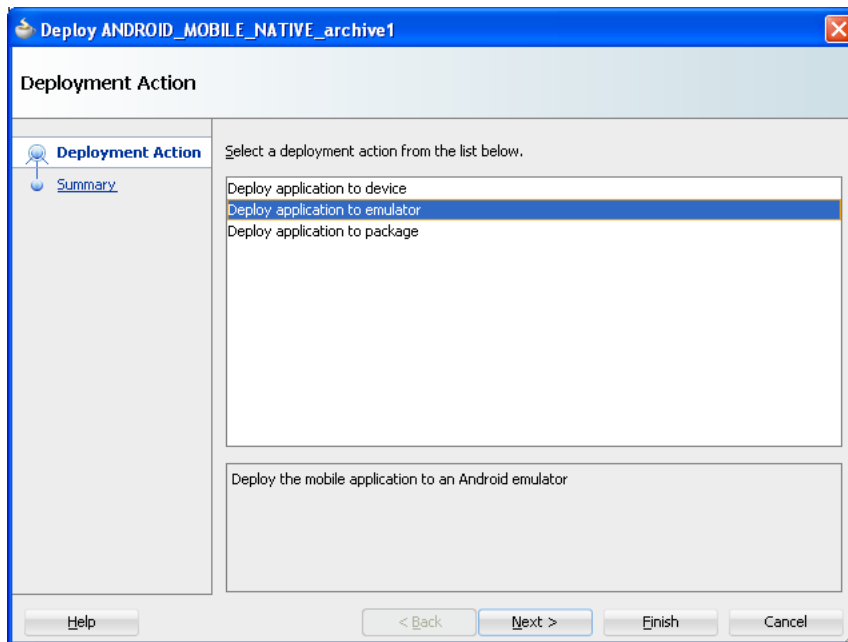 Deploy ANDROID_MOBILE_NATIVE_archive1
Deployment Action
Deployment Action
Summary
Select a deployment action from the list below.
Deploy application to device
Deploy application to emulator
Deploy application to package
Deploy the mobile application to an Android emulator
Help
< Back
Next >
Finish
Cancel